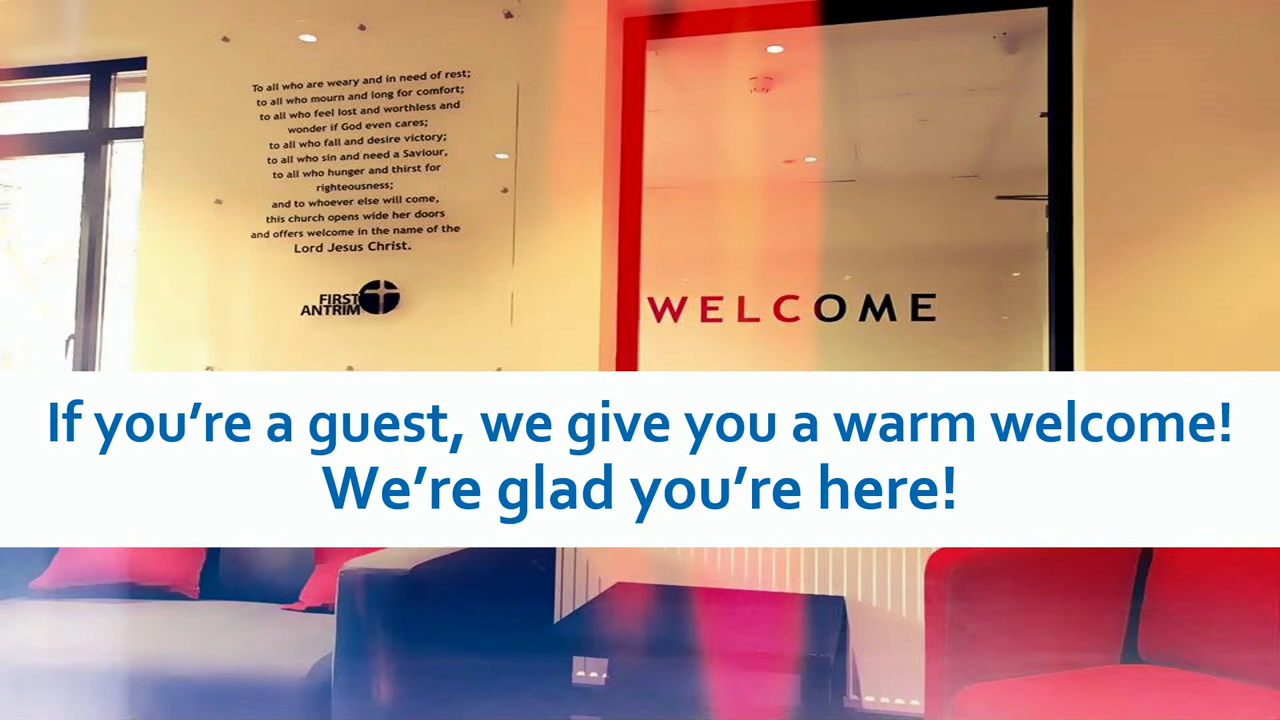 To all who are weary and in need of rest;
to all who mourn and long for comfort;
to all who feel lost and worthless and
wonder if God even cares;
to all who fall and desire victory;
to all who sin and need a Saviour,
to all who hunger and thirst for
righteousness;
and to whoever else will come,
this church opens wide her doors
and offers welcome in the name of the
Lord Jesus Christ.
FIRST
ANTRIM
WELCOME
If you’re a guest, we give you a warm welcome!
We’re glad you’re here!